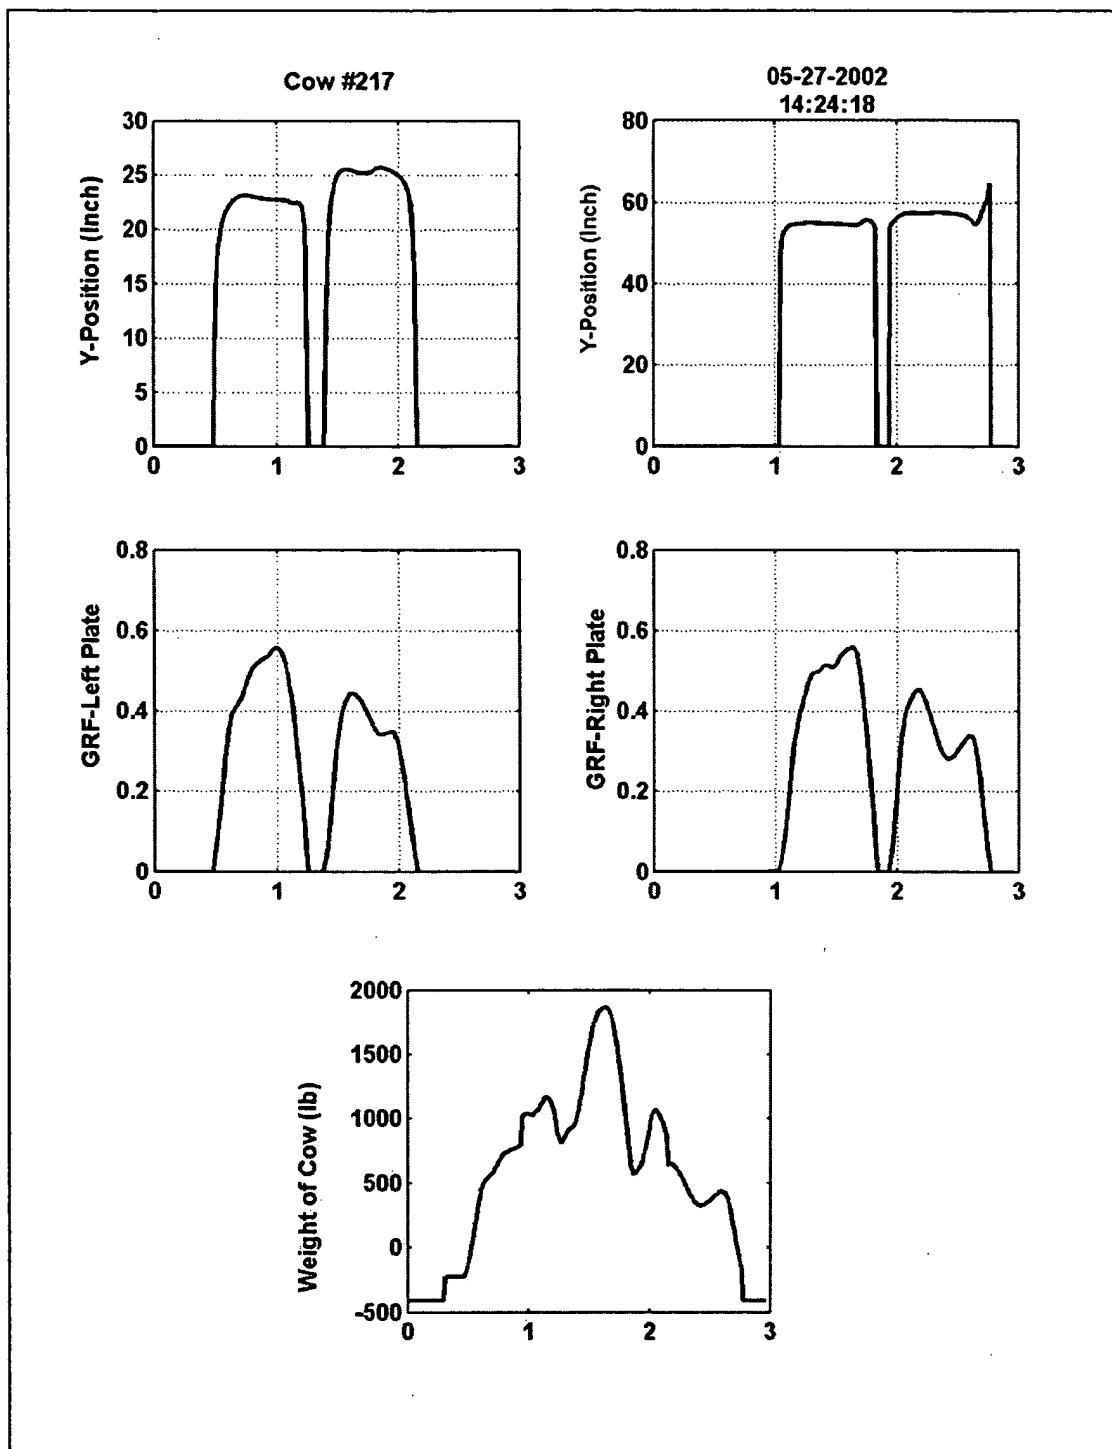 Cow #217
05-27-2002
14:24:18
Y-Position (Inch)
30
25
20
15
10
5
0
0 1 2 3
Y-Position (Inch)
80
60
40
20
0
0 1 2 3
GRF-Left Plate
0.8
0.6
0.4
0.2
0
0 1 2 3
GRF-Right Plate
0.8
0.6
0.4
0.2
0
0 1 2 3
Weight of Cow (lb)
2000
1500
1000
500
0
-500
0 1 2 3